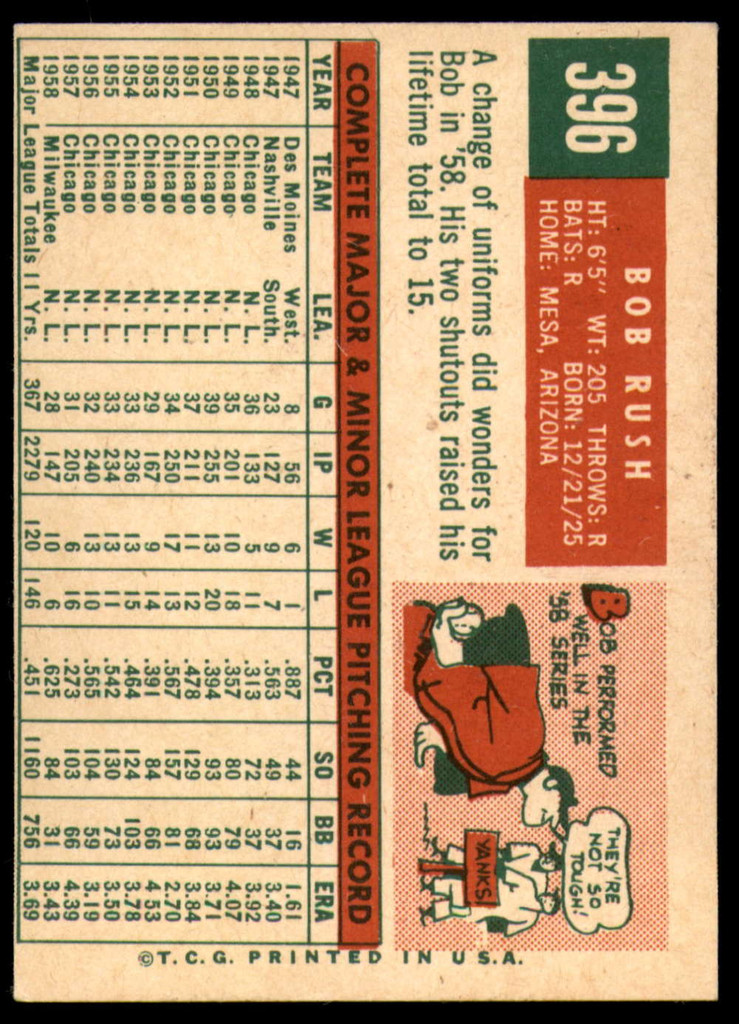 396
BOB RUSH
HT: 6'5" WT: 205 THROWS: R
BATS: R BORN: 12/21/25
HOME: MESA, ARIZONA
A change of uniforms did wonders for
Bob in '58. His two shutouts raised his
lifetime total to 15.
BOB PERFORMED
WELL IN THE
'58 SERIES
THEY'RE
NOT SO
TOUGH!
YANKS
COMPLETE MAJOR & MINOR LEAGUE PITCHING RECORD
YEAR TEAM LEA. G IP W L PCT SO BB ERA
1947 Des Moines West. 8 56 6 1 .887 44 16 1.61
1947 Nashville South. 23 127 9 7 .563 49 37 3.40
1948 Chicago N. L. 36 133 5 11 .313 72 37 3.92
1949 Chicago N. L. 35 201 10 18 .357 80 79 4.07
1950 Chicago N. L. 39 255 13 20 .394 93 93 3.71
1951 Chicago N. L. 37 211 11 12 .478 129 68 3.84
1952 Chicago N. L. 34 250 17 13 .567 157 81 2.70
1953 Chicago N. L. 29 167 9 14 .391 84 66 4.53
1954 Chicago N. L. 33 236 13 15 .464 124 103 3.78
1955 Chicago N. L. 33 234 13 11 .542 130 73 3.50
1956 Chicago N. L. 32 240 13 10 .565 104 59 3.19
1957 Chicago N. L. 31 205 6 16 .273 103 66 4.39
1958 Milwaukee N. L. 28 147 10 6 .625 84 31 3.43
Major League Totals 11 Yrs. 367 2279 120 146 .451 1160 756 3.69
©T.C.G. PRINTED IN U.S.A.